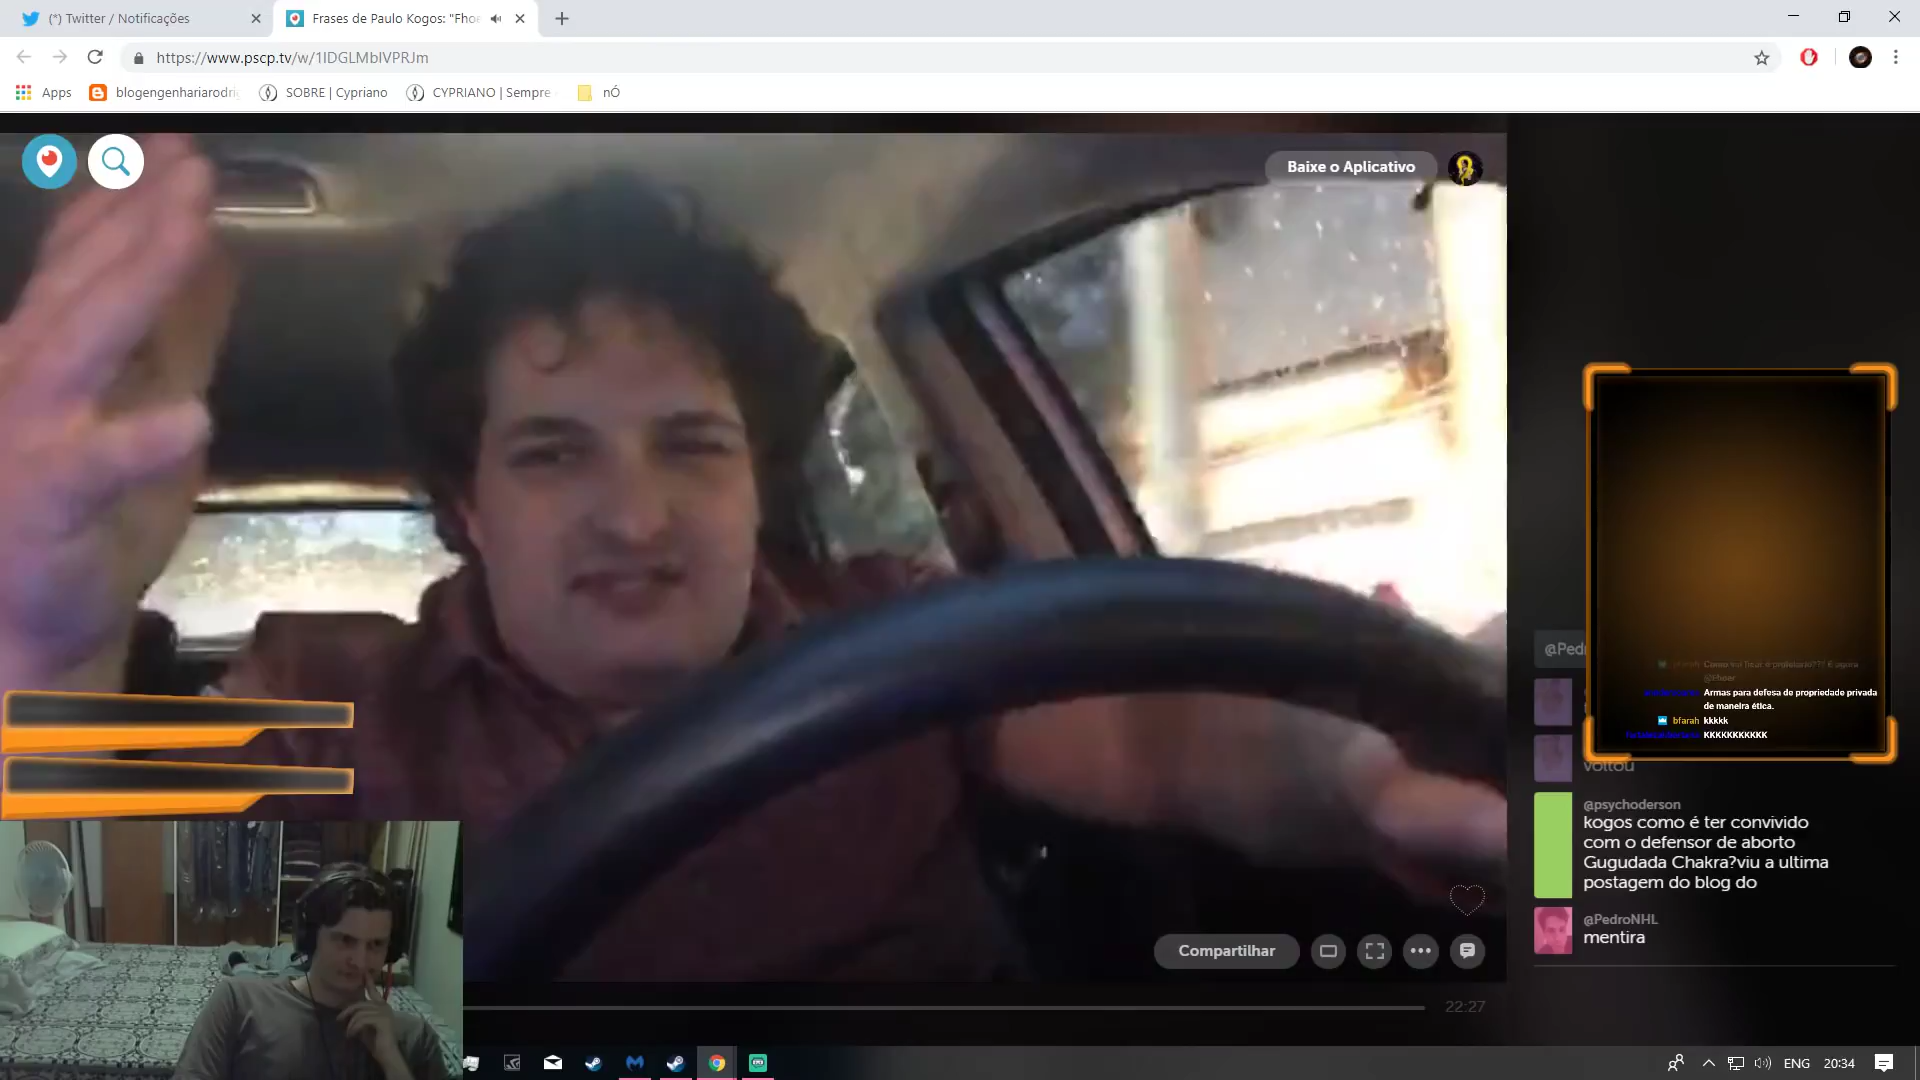 (*) Twitter / Notificações
Frases de Paulo Kogos: "Fhoe
https://www.pscp.tv/w/1IDGLMbIVPRJm
Apps
blogengenhariarodri
SOBRE | Cypriano
CYPRIANO | Sempre
nÓ
Baixe o Aplicativo
@Ped
Armas para defesa de propriedade privada
de maneira ética.
bfarah kkkkk
KKKKKKKKKKK
voltou
@psychoderson
kogos como é ter convivido
com o defensor de aborto
Gugudada Chakra?viu a ultima
postagem do blog do
@PedroNHL
mentira
Compartilhar
22:27
ENG
20:34